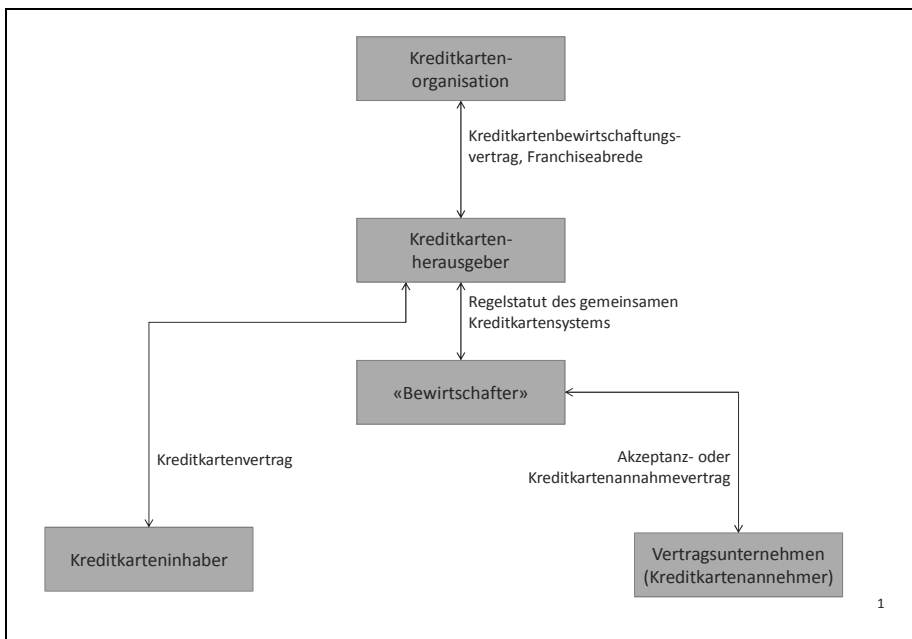 Kreditkarten-
organisation
Kreditkartenbewirtschaftungs-
vertrag, Franchiseabrede
Kreditkarten-
herausgeber
Regelstatut des gemeinsamen
Kreditkartensystems
«Bewirtschafter»
Kreditkartenvertrag
Akzeptanz- oder
Kreditkartenannahmevertrag
Kreditkarteninhaber
Vertragsunternehmen
(Kreditkartenannehmer)
1